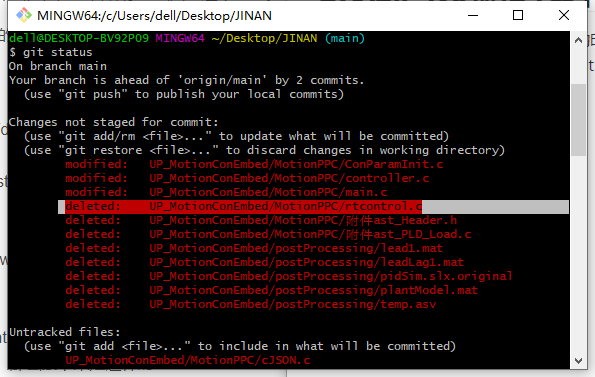 MINGW64:/c/Users/dell/Desktop/JINAN
dell@DESKTOP-BV92PO9 MINGW64 ~/Desktop/JINAN (main)
$ git status
On branch main
Your branch is ahead of 'origin/main' by 2 commits.
(use "git push" to publish your local commits)
Changes not staged for commit:
(use "git add/rm <file>..." to update what will be committed)
(use "git restore <file>..." to discard changes in working directory)
modified: UP_MotionConEmbed/MotionPPC/ConParamInit.c
modified: UP_MotionConEmbed/MotionPPC/controller.c
modified: UP_MotionConEmbed/MotionPPC/main.c
deleted: UP_MotionConEmbed/MotionPPC/rtcontrol.c
deleted: UP_MotionConEmbed/MotionPPC/附件ast_Header.h
deleted: UP_MotionConEmbed/MotionPPC/附件ast_PLD_Load.c
deleted: UP_MotionConEmbed/postProcessing/lead1.mat
deleted: UP_MotionConEmbed/postProcessing/leadLag1.mat
deleted: UP_MotionConEmbed/postProcessing/pidSim.slx.original
deleted: UP_MotionConEmbed/postProcessing/plantModel.mat
deleted: UP_MotionConEmbed/postProcessing/temp.asv
Untracked files:
(use "git add <file>..." to include in what will be committed)
UP_MotionConEmbed/MotionPPC/cJSON.c